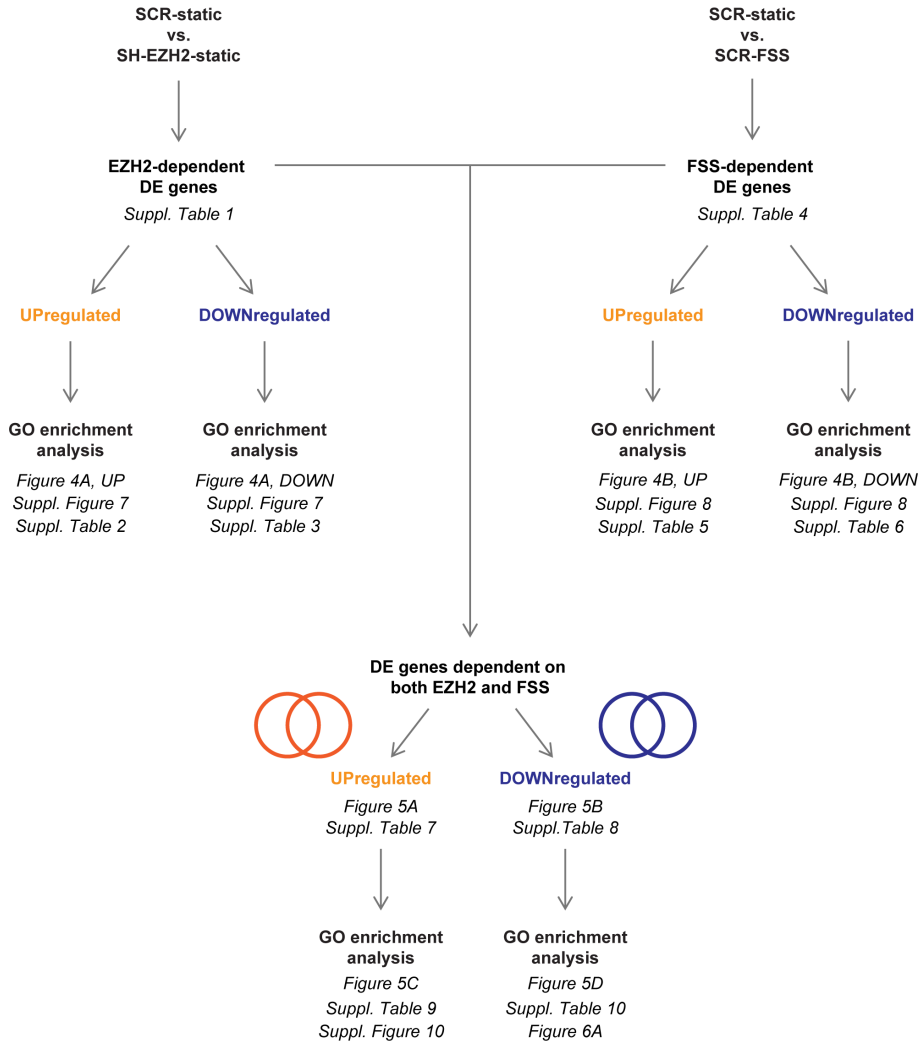 SCR-static
vs.
SH-EZH2-static
SCR-static
vs.
SCR-FSS
EZH2-dependent
DE genes
Suppl. Table 1
FSS-dependent
DE genes
Suppl. Table 4
UPregulated
DOWNregulated
UPregulated
DOWNregulated
GO enrichment
analysis
Figure 4A, UP
Suppl. Figure 7
Suppl. Table 2
GO enrichment
analysis
Figure 4A, DOWN
Suppl. Figure 7
Suppl. Table 3
GO enrichment
analysis
Figure 4B, UP
Suppl. Figure 8
Suppl. Table 5
GO enrichment
analysis
Figure 4B, DOWN
Suppl. Figure 8
Suppl. Table 6
DE genes dependent on
both EZH2 and FSS
UPregulated
Figure 5A
Suppl. Table 7
DOWNregulated
Figure 5B
Suppl.Table 8
GO enrichment
analysis
Figure 5C
Suppl. Table 9
Suppl. Figure 10
GO enrichment
analysis
Figure 5D
Suppl. Table 10
Figure 6A